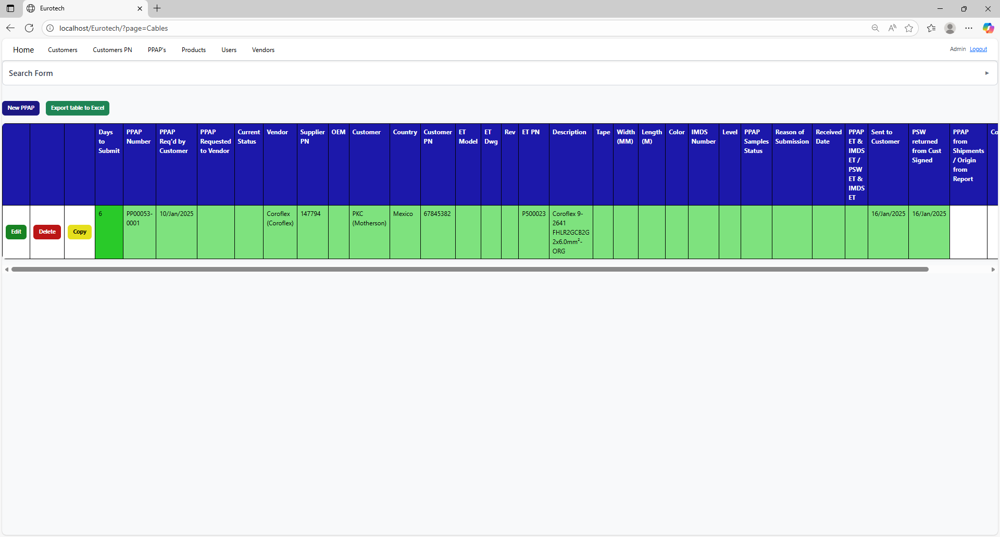 Eurotech
localhost/Eurotech/?page=Cables
Home Customers Customers PN PPAP's Products Users Vendors Admin Logout
Search Form
New PPAP Export table to Excel
Days to Submit
PPAP Number
PPAP Req'd by Customer
PPAP Requested to Vendor
Current Status
Vendor
Supplier PN
OEM
Customer
Country
Customer PN
ET Model
ET Dwg
Rev
ET PN
Description
Tape
Width (MM)
Length (M)
Color
IMDS Number
Level
PPAP Samples Status
Reason of Submission
Received Date
PPAP ET & IMDS ET / PSW ET & IMDS ET
Sent to Customer
PSW returned from Cust Signed
PPAP from Shipments / Origin from Report
Co
Edit
Delete
Copy
6
PP00053-0001
10/Jan/2025
Coroflex (Coroflex)
147794
PKC (Motherson)
Mexico
67845382
P500023
Coroflex 9-2641 FHLR2GCB2G 2x6.0mm²-ORG
16/Jan/2025
16/Jan/2025